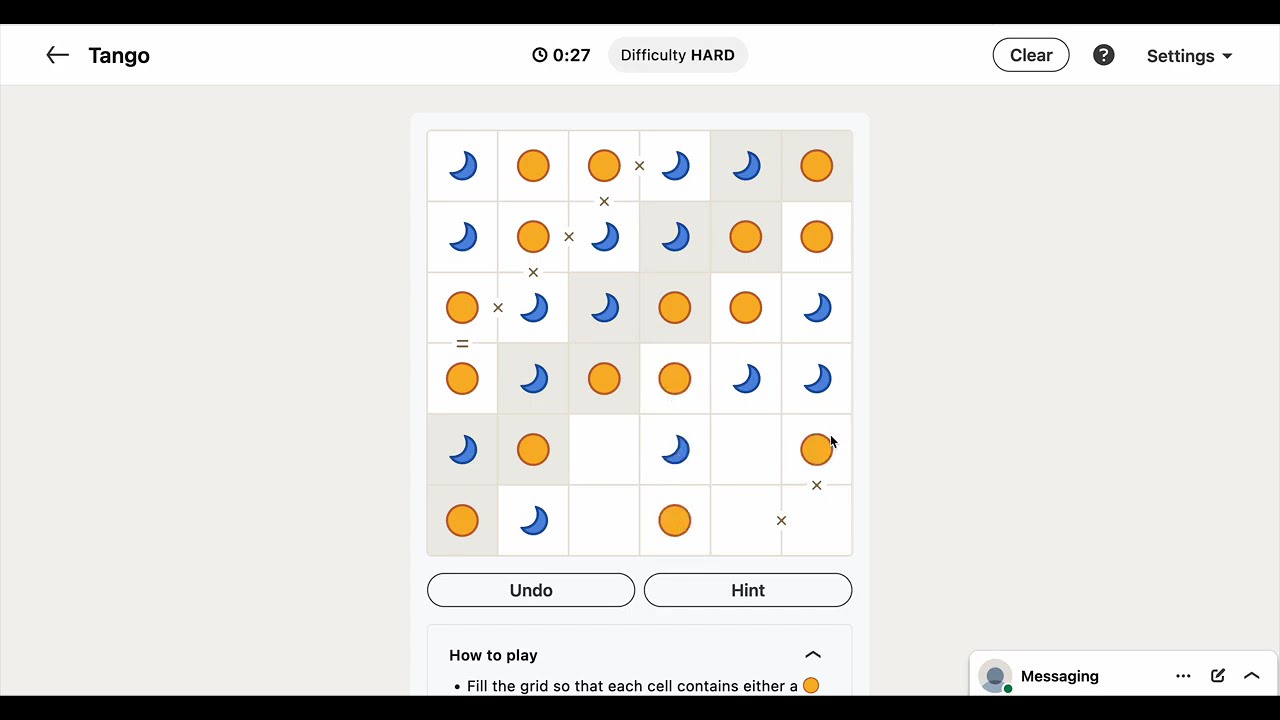 Tango
0:27
Difficulty HARD
Clear
?
Settings
×
×
×
×
×
=
×
×
Undo
Hint
How to play
• Fill the grid so that each cell contains either a
Messaging